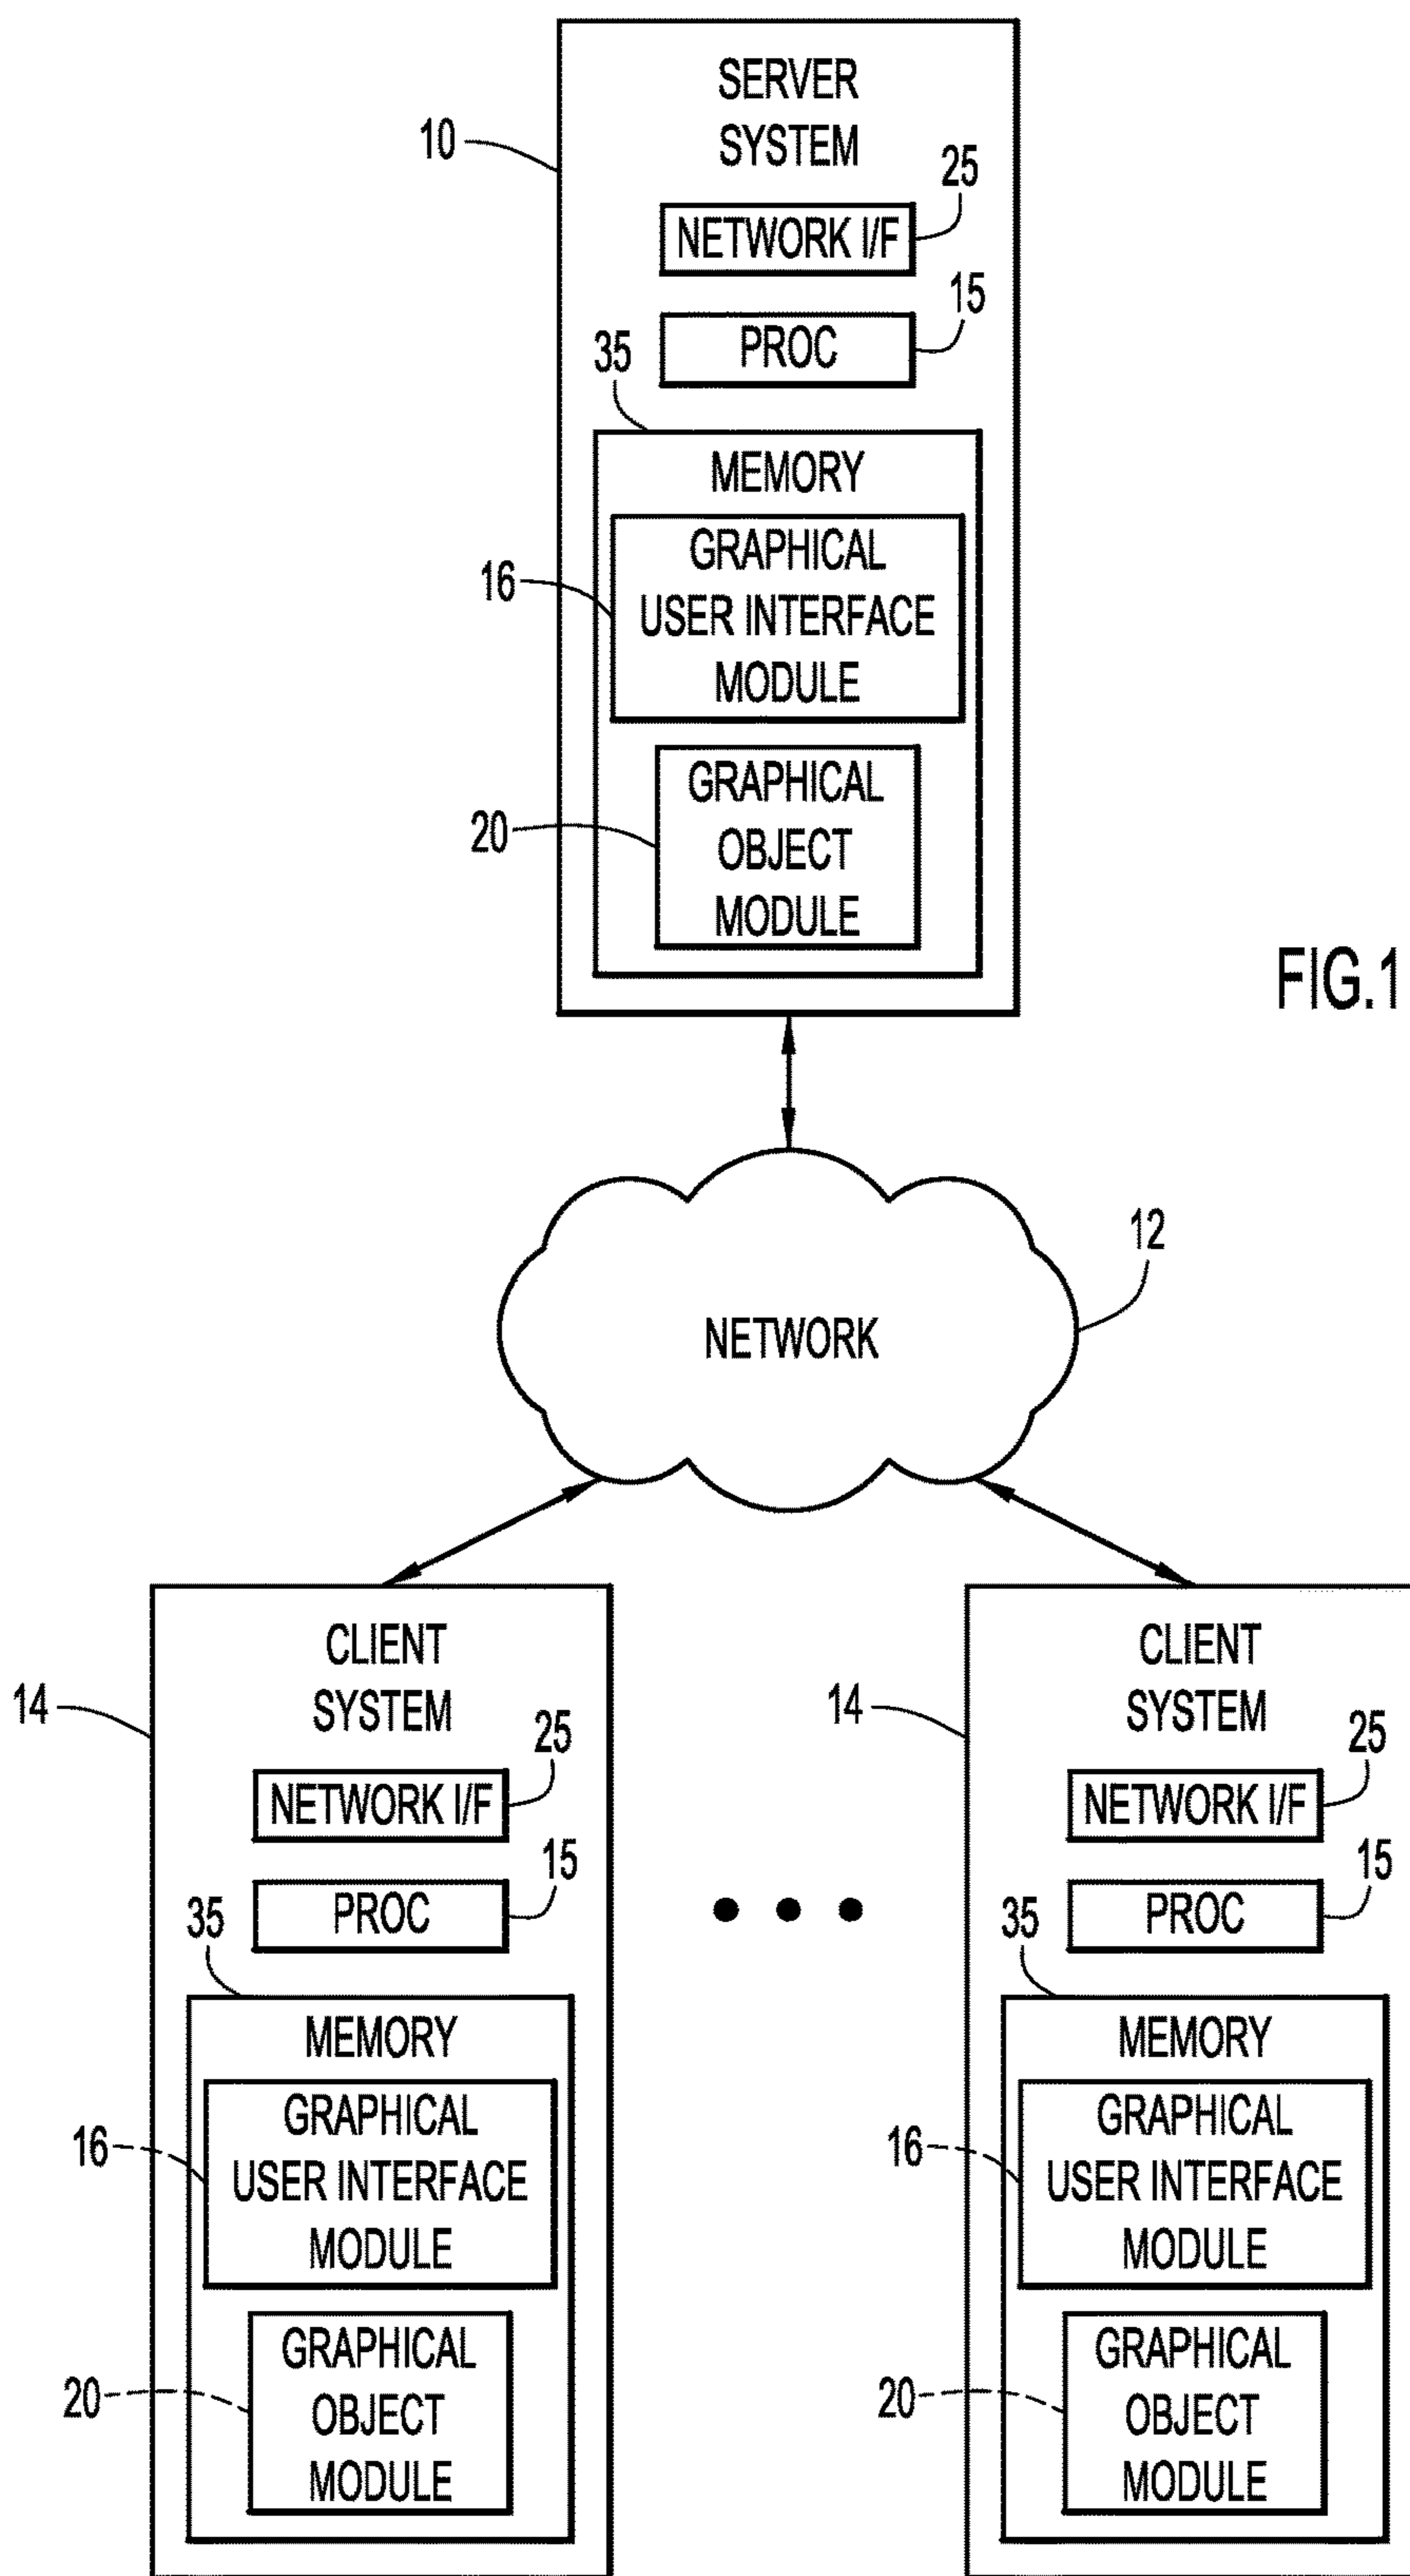 SERVER
SYSTEM
10
25
NETWORK I/F
15
PROC
35
MEMORY
GRAPHICAL
USER INTERFACE
MODULE
16
GRAPHICAL
OBJECT
MODULE
20
FIG.1
12
NETWORK
CLIENT
SYSTEM
14
25
NETWORK I/F
15
PROC
35
MEMORY
GRAPHICAL
USER INTERFACE
MODULE
16
GRAPHICAL
OBJECT
MODULE
20
CLIENT
SYSTEM
14
25
NETWORK I/F
15
PROC
35
MEMORY
GRAPHICAL
USER INTERFACE
MODULE
16
GRAPHICAL
OBJECT
MODULE
20